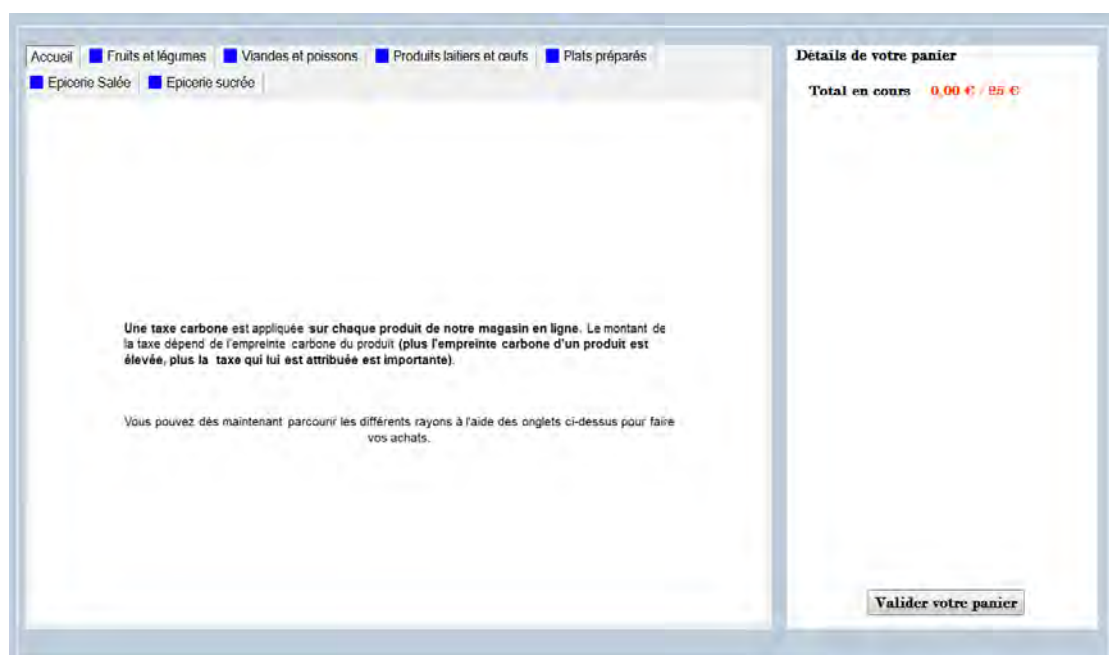 Accueil Fruits et légumes Viandes et poissons Produits laitiers et œufs Plats préparés
Epicerie Salée Epicerie sucrée
Une taxe carbone est appliquée sur chaque produit de notre magasin en ligne. Le montant de
la taxe dépend de l'empreinte carbone du produit (plus l'empreinte carbone d'un produit est
élevée, plus la taxe qui lui est attribuée est importante).
Vous pouvez dès maintenant parcourir les différents rayons à l'aide des onglets ci-dessus pour faire
vos achats.
Détails de votre panier
Total en cours 0,00 € / 25 €
Valider votre panier